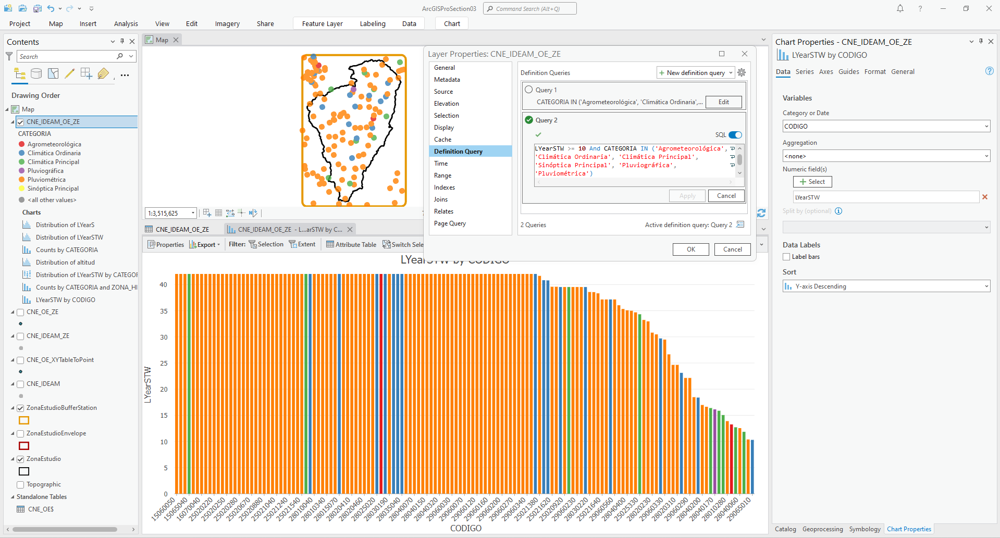 ArcGISProSection03
Command Search (Alt+Q)
Project
Map
Insert
Analysis
View
Edit
Imagery
Share
Feature Layer
Labeling
Data
Chart
Contents
Search
Drawing Order
Map
CNE_IDEAM_OE_ZE
CATEGORIA
Agrometeorológica
Climática Ordinaria
Climática Principal
Pluviográfica
Pluviométrica
Sinóptica Principal
<all other values>
Charts
Distribution of LYearS
Distribution of LYearSTW
Counts by CATEGORIA
Distribution of altitud
Distribution of LYearSTW by CATEGOR
Counts by CATEGORIA and ZONA_HI
LYearSTW by CODIGO
CNE_OE_ZE
CNE_IDEAM_ZE
CNE_OE_XYTableToPoint
CNE_IDEAM
ZonaEstudioBufferStation
ZonaEstudioEnvelope
ZonaEstudio
Topographic
Standalone Tables
CNE_OE$
Map
1:3,515,625
CNE_IDEAM_OE_ZE
CNE_IDEAM_OE_ZE - L...arSTW by C...
Properties
Export
Filter:
Selection
Extent
Attribute Table
Switch Sele
LYearSTW by CODIGO
LYearSTW
40
35
30
25
20
15
10
5
0
15060050
15065040
16070040
25020220
25020250
25020280
25020670
25020880
25021040
25021240
25021540
28010040
28010340
28015070
28020410
28020460
25025020
28030190
28035040
28040070
28040150
28040320
29060030
29060070
29060120
29060160
29060200
29060270
29060340
25021380
25021620
25020920
29060230
28030220
25021640
29060560
28040400
25025330
28020230
29060330
28020310
29060290
28040200
28040170
28010280
28040060
29065010
CODIGO
Layer Properties: CNE_IDEAM_OE_ZE
General
Metadata
Source
Elevation
Selection
Display
Cache
Definition Query
Time
Range
Indexes
Joins
Relates
Page Query
Definition Queries
New definition query
Query 1
CATEGORIA IN ('Agrometeorológica', 'Climática Ordinaria',...
Edit
Query 2
SQL
LYearSTW >= 10 And CATEGORIA IN ('Agrometeorológica',
'Climática Ordinaria', 'Climática Principal',
'Sinóptica Principal', 'Pluviográfica',
'Pluviométrica')
Apply
Cancel
2 Queries
Active definition query: Query 2
OK
Cancel
Chart Properties - CNE_IDEAM_OE_ZE
LYearSTW by CODIGO
Data
Series
Axes
Guides
Format
General
Variables
Category or Date
CODIGO
Aggregation
<none>
Numeric field(s)
Select
LYearSTW
Split by (optional)
Data Labels
Label bars
Sort
Y-axis Descending
Catalog
Geoprocessing
Symbology
Chart Properties